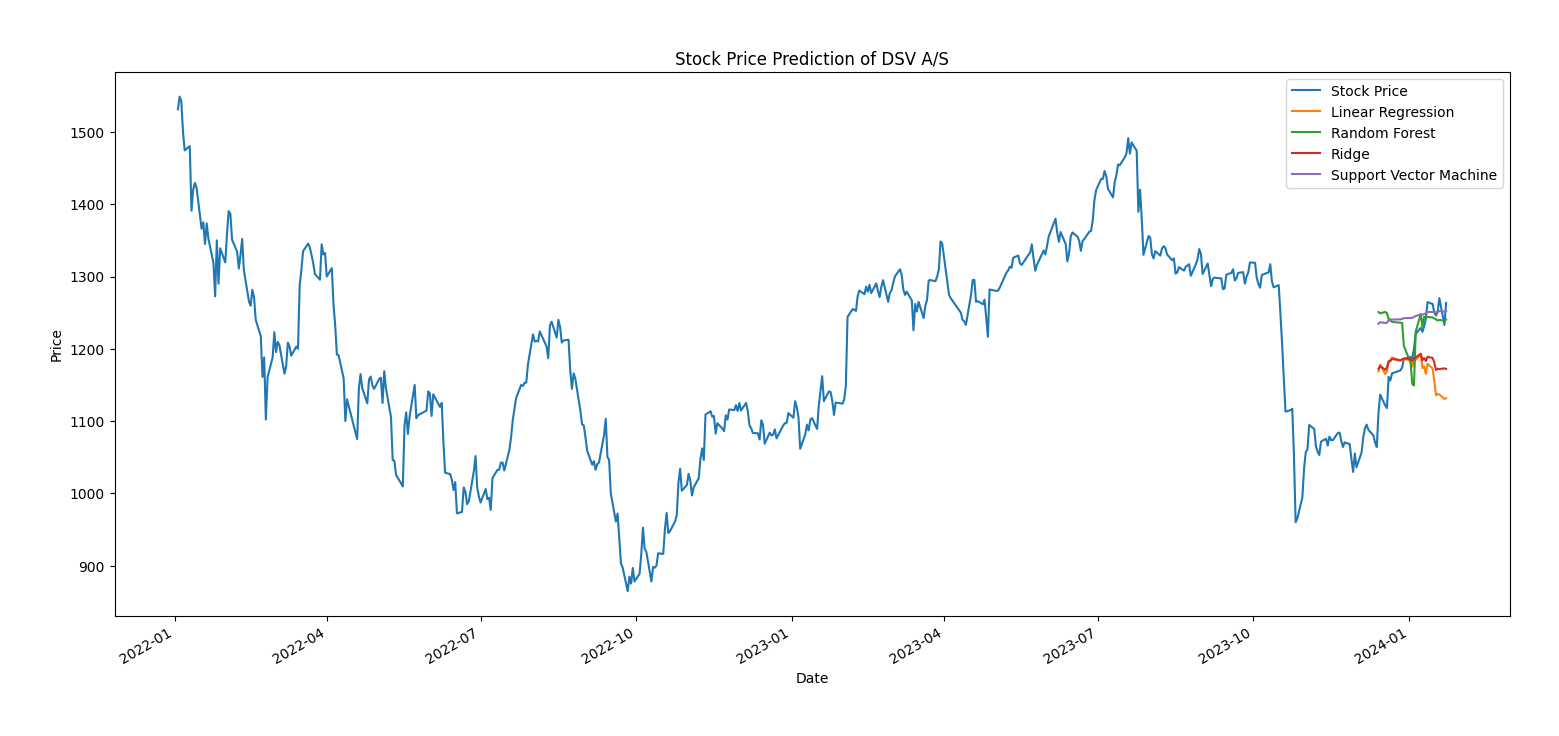 Stock Price Prediction of DSV A/S
Stock Price
Linear Regression
Random Forest
Ridge
Support Vector Machine
1500
1400
1300
1200
1100
1000
900
Price
2022-01
2022-04
2022-07
2022-10
2023-01
2023-04
2023-07
2023-10
2024-01
Date